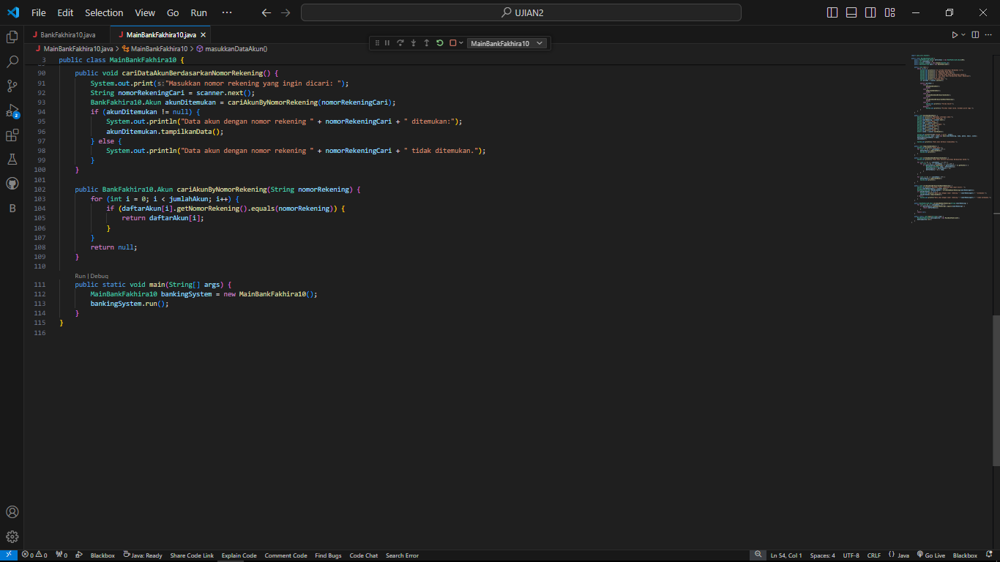 File Edit Selection View Go Run ··· UJIAN2
J BankFakhira10.java J MainBankFakhira10.java
MainBankFakhira10
J MainBankFakhira10.java > MainBankFakhira10 > masukkanDataAkun()
3 public class MainBankFakhira10 {
90 public void cariDataAkunBerdasarkanNomorRekening() {
91 System.out.print(s:"Masukkan nomor rekening yang ingin dicari: ");
92 String nomorRekeningCari = scanner.next();
93 BankFakhira10.Akun akunDitemukan = cariAkunByNomorRekening(nomorRekeningCari);
94 if (akunDitemukan != null) {
95 System.out.println("Data akun dengan nomor rekening " + nomorRekeningCari + " ditemukan:");
96 akunDitemukan.tampilkanData();
97 } else {
98 System.out.println("Data akun dengan nomor rekening " + nomorRekeningCari + " tidak ditemukan.");
99 }
100 }
101
102 public BankFakhira10.Akun cariAkunByNomorRekening(String nomorRekening) {
103 for (int i = 0; i < jumlahAkun; i++) {
104 if (daftarAkun[i].getNomorRekening().equals(nomorRekening)) {
105 return daftarAkun[i];
106 }
107 }
108 return null;
109 }
110
Run | Debug
111 public static void main(String[] args) {
112 MainBankFakhira10 bankingSystem = new MainBankFakhira10();
113 bankingSystem.run();
114 }
115 }
116
B
2
0 0 0 Blackbox Java: Ready Share Code Link Explain Code Comment Code Find Bugs Code Chat Search Error Ln 54, Col 1 Spaces: 4 UTF-8 CRLF {} Java Go Live Blackbox